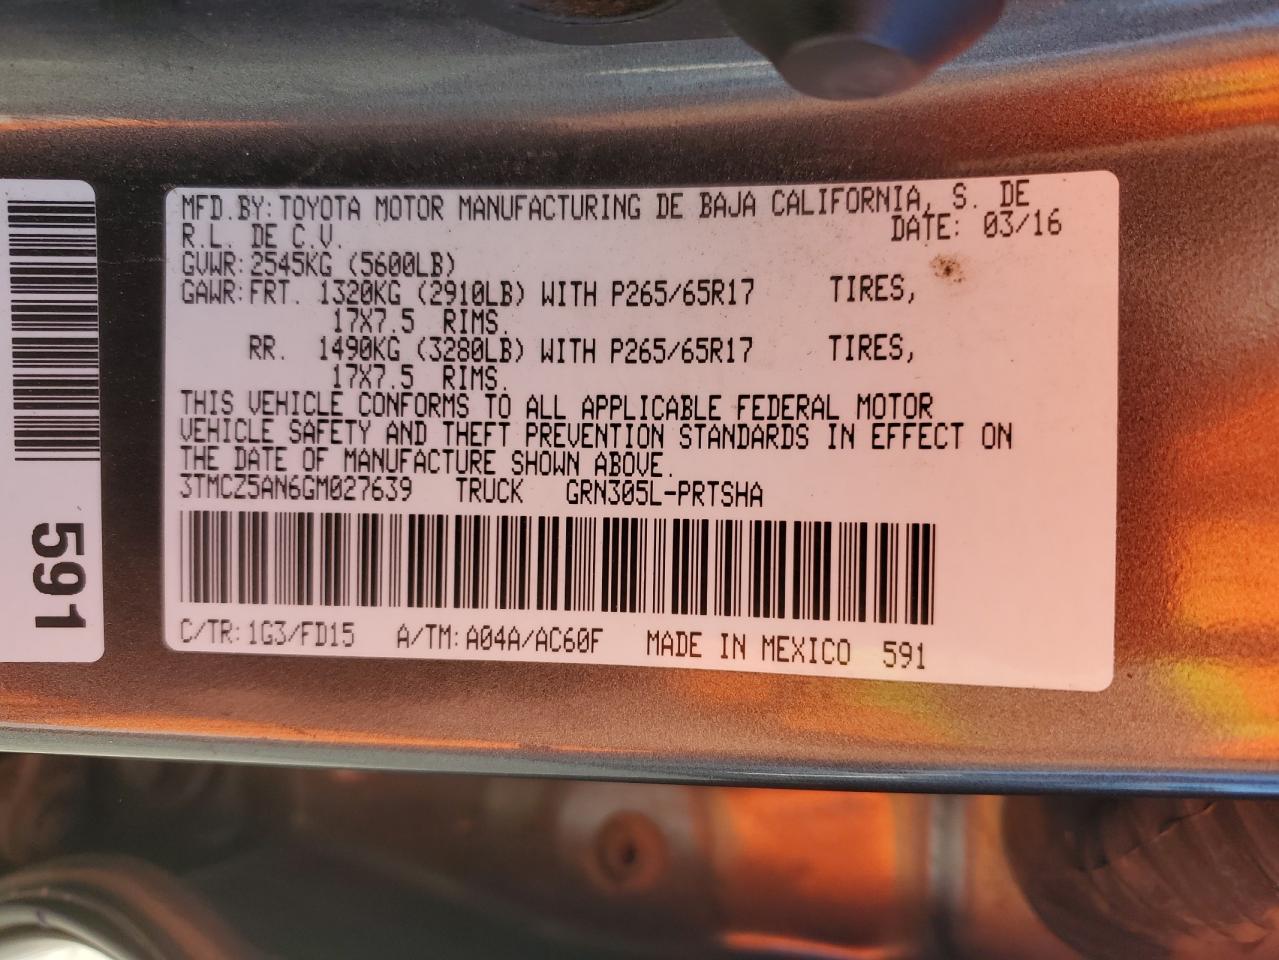 MFD.BY:TOYOTA MOTOR MANUFACTURING DE BAJA CALIFORNIA, S. DE
R.L. DE C.V. DATE: 03/16
GVWR:2545KG (5600LB)
GAWR:FRT. 1320KG (2910LB) WITH P265/65R17 TIRES,
17X7.5 RIMS.
RR. 1490KG (3280LB) WITH P265/65R17 TIRES,
17X7.5 RIMS.
THIS VEHICLE CONFORMS TO ALL APPLICABLE FEDERAL MOTOR
VEHICLE SAFETY AND THEFT PREVENTION STANDARDS IN EFFECT ON
THE DATE OF MANUFACTURE SHOWN ABOVE.
3TMCZ5AN6GM027639 TRUCK GRN305L-PRTSHA
C/TR:1G3/FD15 A/TM:A04A/AC60F MADE IN MEXICO 591
591